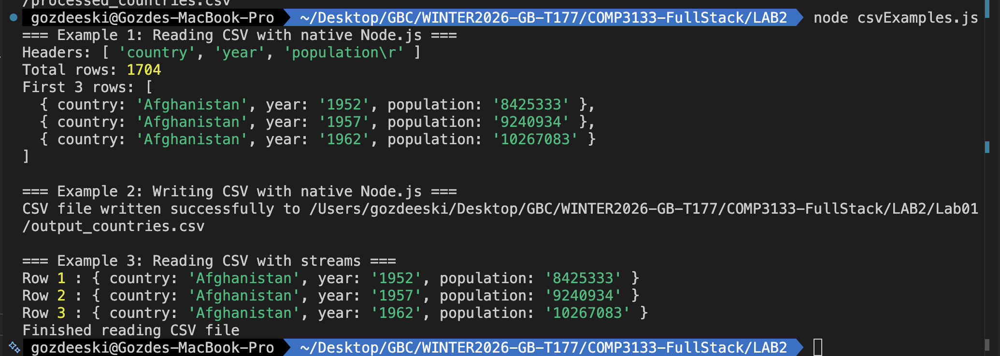 /processed_countries.csv
gozdeeski@Gozdes-MacBook-Pro ~/Desktop/GBC/WINTER2026-GB-T177/COMP3133-FullStack/LAB2 node csvExamples.js
=== Example 1: Reading CSV with native Node.js ===
Headers: [ 'country', 'year', 'population\r' ]
Total rows: 1704
First 3 rows: [
  { country: 'Afghanistan', year: '1952', population: '8425333' },
  { country: 'Afghanistan', year: '1957', population: '9240934' },
  { country: 'Afghanistan', year: '1962', population: '10267083' }
]
=== Example 2: Writing CSV with native Node.js ===
CSV file written successfully to /Users/gozdeeski/Desktop/GBC/WINTER2026-GB-T177/COMP3133-FullStack/LAB2/Lab01
/output_countries.csv
=== Example 3: Reading CSV with streams ===
Row 1 : { country: 'Afghanistan', year: '1952', population: '8425333' }
Row 2 : { country: 'Afghanistan', year: '1957', population: '9240934' }
Row 3 : { country: 'Afghanistan', year: '1962', population: '10267083' }
Finished reading CSV file
gozdeeski@Gozdes-MacBook-Pro ~/Desktop/GBC/WINTER2026-GB-T177/COMP3133-FullStack/LAB2